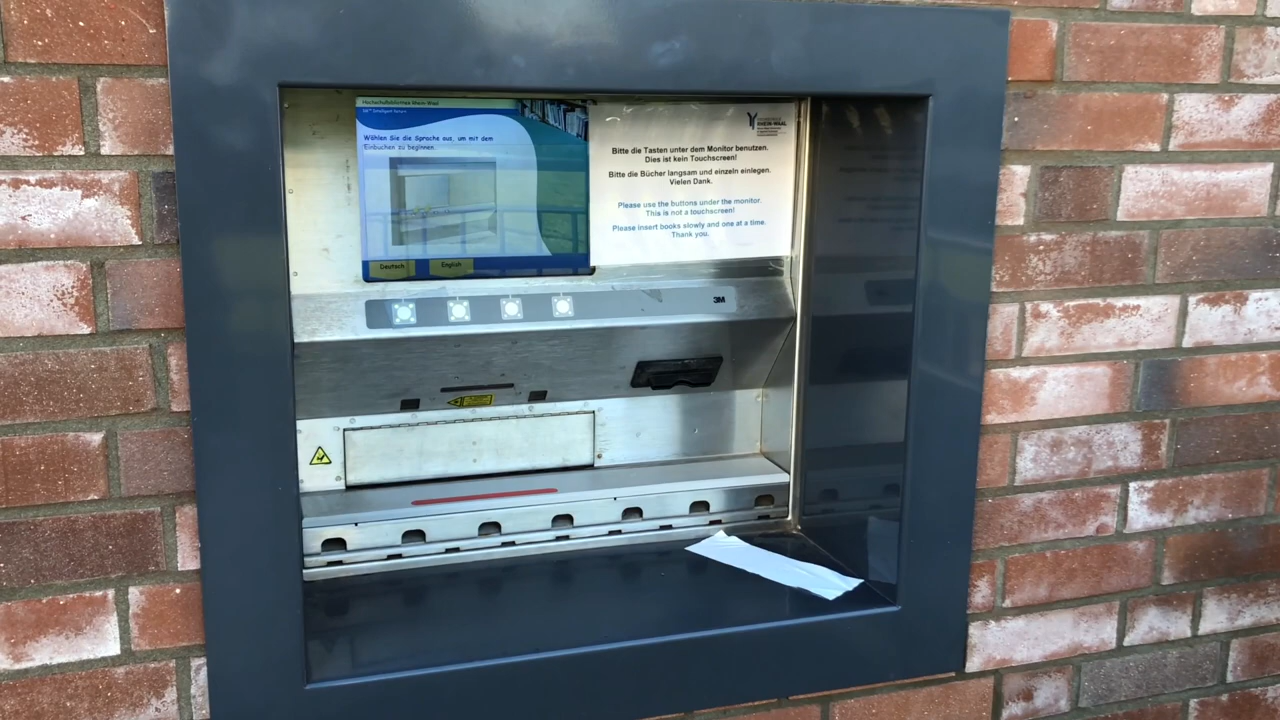 Hochschulbibliothek Rhein-Waal
Wählen Sie die Sprache aus, um mit dem
Einbuchen zu beginnen.
Deutsch
English
HOCHSCHULE
RHEIN-WAAL
Bitte die Tasten unter dem Monitor benutzen.
Dies ist kein Touchscreen!
Bitte die Bücher langsam und einzeln einlegen.
Vielen Dank.
Please use the buttons under the monitor.
This is not a touchscreen!
Please insert books slowly and one at a time.
Thank you.
3M